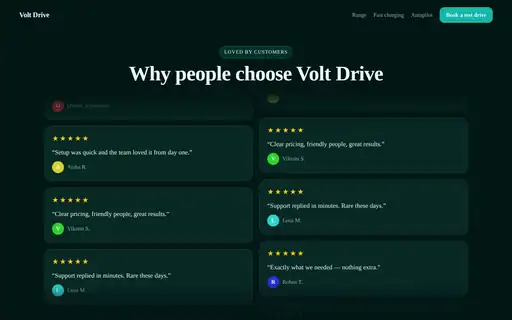 Volt Drive
Range Fast charging Autopilot Book a test drive
LOVED BY CUSTOMERS
Why people choose Volt Drive
★★★★★
“Setup was quick and the team loved it from day one.”
A Aisha R.
★★★★★
“Clear pricing, friendly people, great results.”
V Vikram S.
★★★★★
“Support replied in minutes. Rare these days.”
L Lena M.
★★★★★
“Clear pricing, friendly people, great results.”
V Vikram S.
★★★★★
“Support replied in minutes. Rare these days.”
L Lena M.
★★★★★
“Exactly what we needed — nothing extra.”
R Robert T.